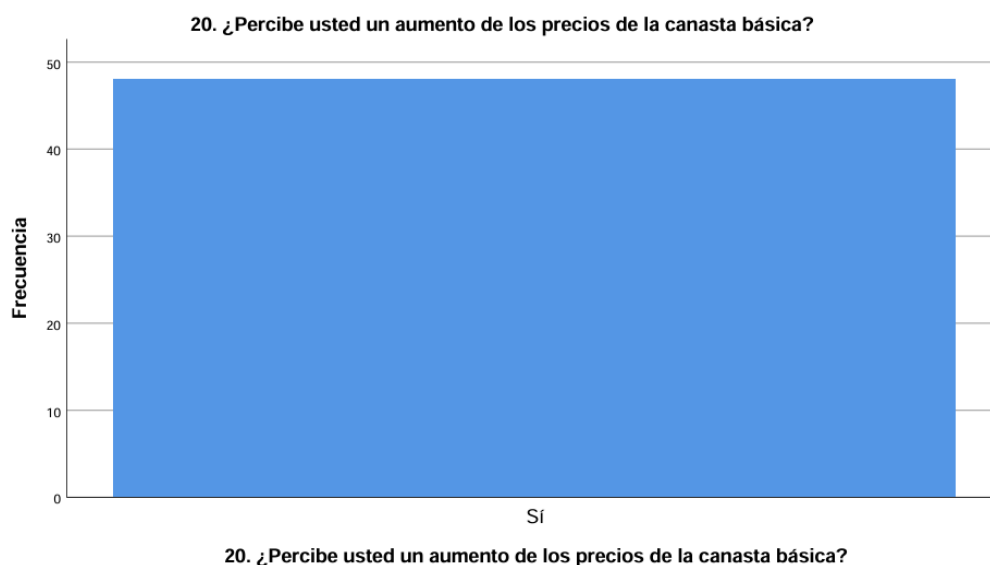 20. ¿Percibe usted un aumento de los precios de la canasta básica?
50
40
30
20
10
0
Frecuencia
Sí
20. ¿Percibe usted un aumento de los precios de la canasta básica?